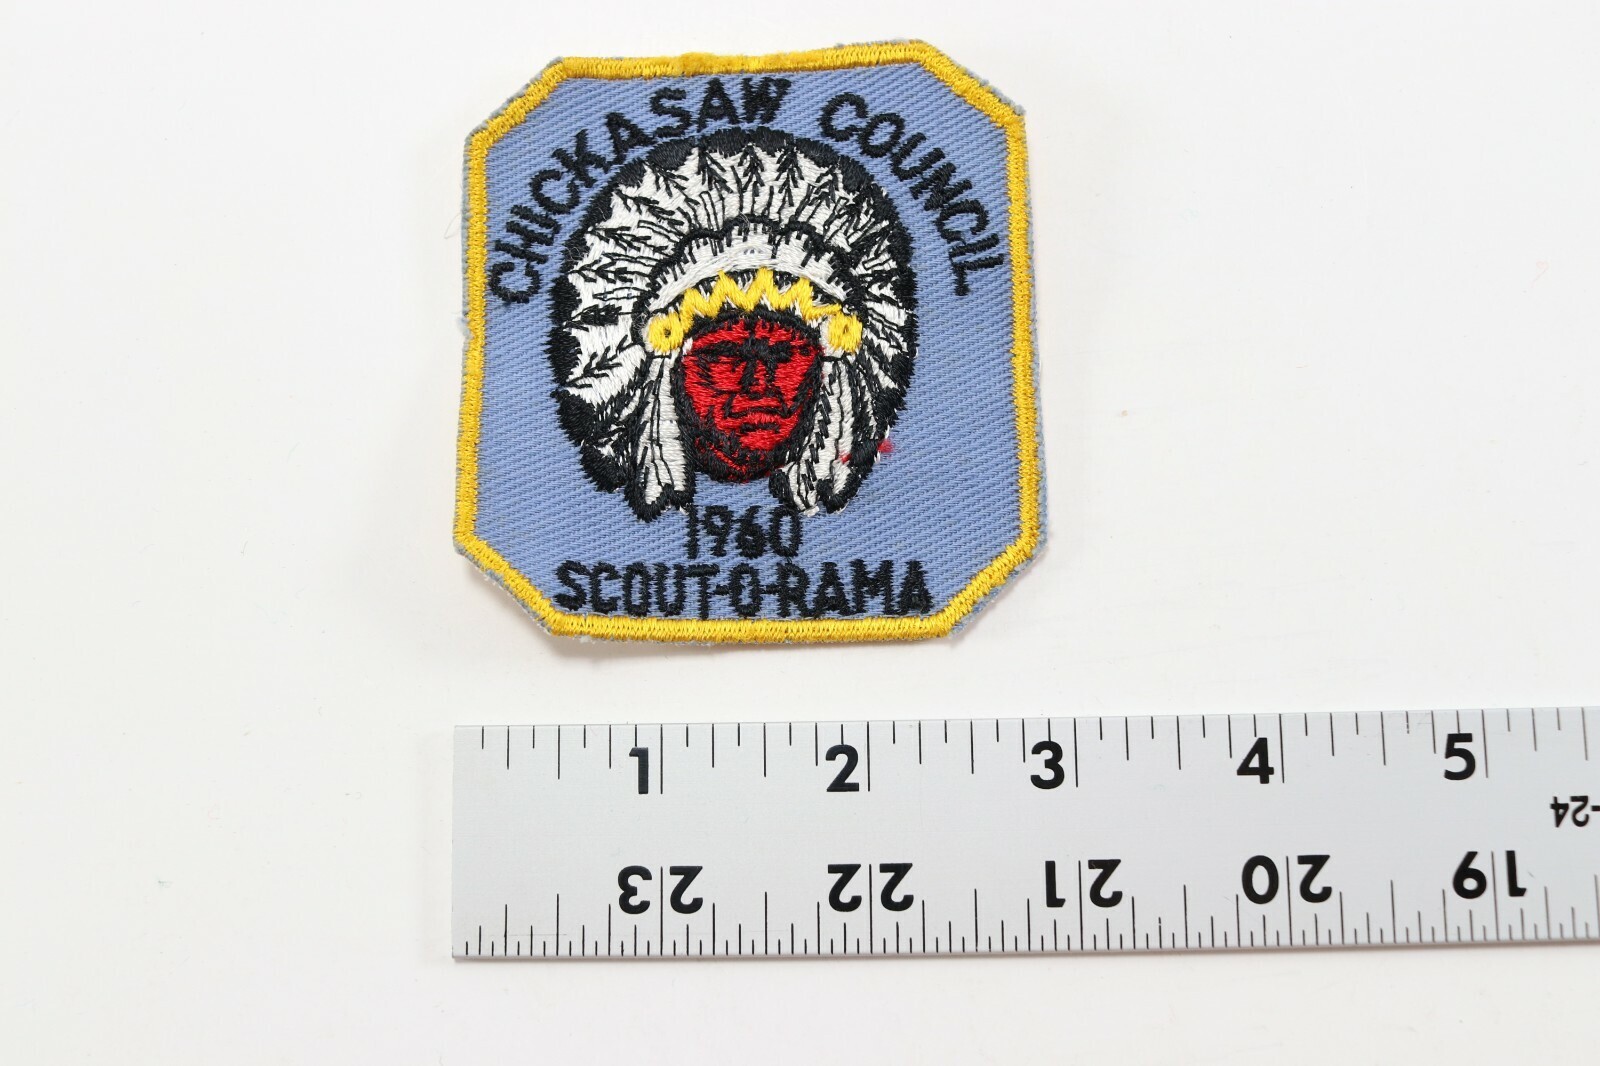 CHICKASAW COUNCIL
1960
SCOUT-O-RAMA
1 2 3 4 5
-24
23 22 21 20 19